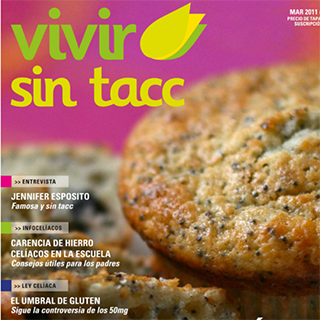 vivir
sin tacc
MAR 2011
PRECIO DE TAPA
>> ENTREVISTA
JENNIFER ESPOSITO
Famosa y sin tacc
>> INFOCELÍACOS
CARENCIA DE HIERRO
CELÍACOS EN LA ESCUELA
Consejos útiles para los padres
>> LEY CELÍACA
EL UMBRAL DE GLUTEN
Sigue la controversia de los 50mg